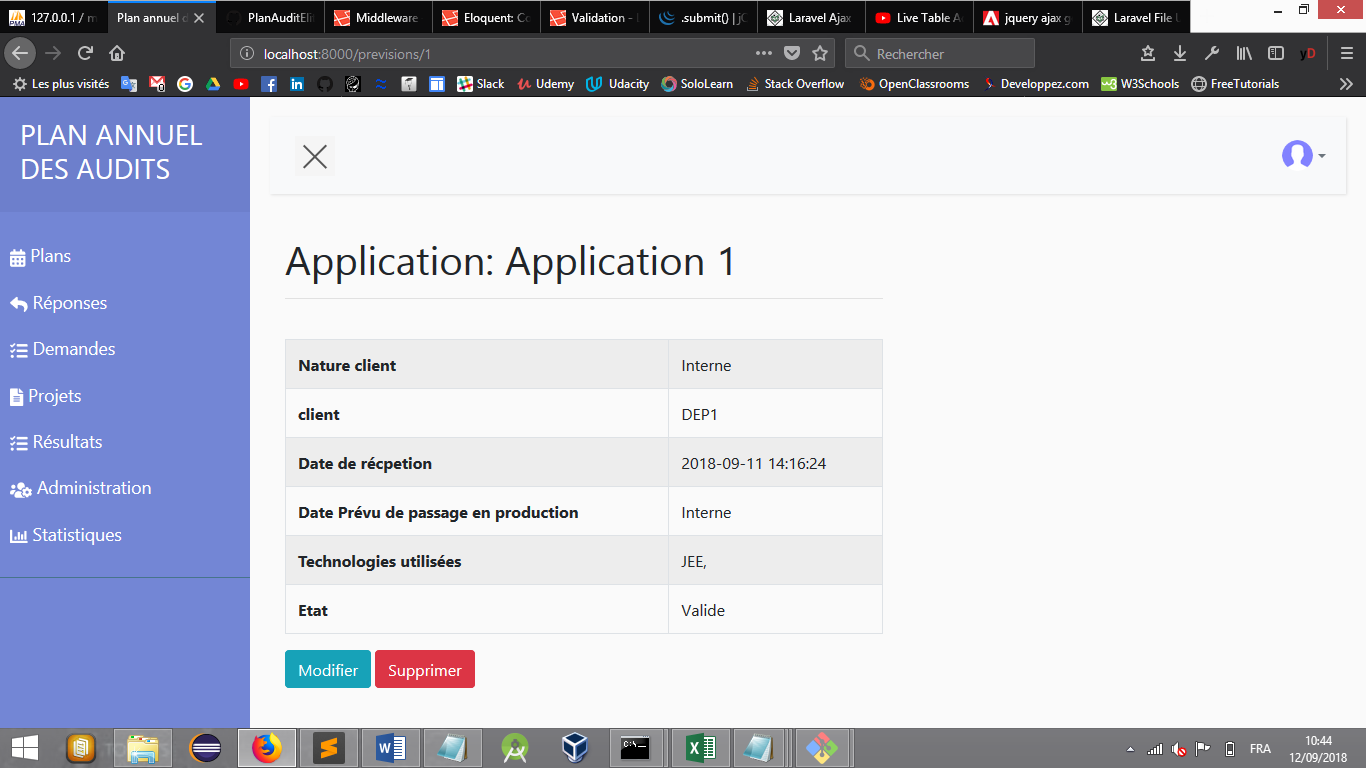 127.0.0.1 / m
Plan annuel d
PlanAuditElit
Middleware
Eloquent: Co
Validation - L
.submit() | jQ
Laravel Ajax
Live Table Ad
jquery ajax g
Laravel File U
localhost:8000/previsions/1
Rechercher
yD
Les plus visités
Slack
Udemy
Udacity
SoloLearn
Stack Overflow
OpenClassrooms
Developpez.com
W3Schools
FreeTutorials
PLAN ANNUEL
DES AUDITS
Plans
Réponses
Demandes
Projets
Résultats
Administration
Statistiques
Application: Application 1
Nature client Interne
client DEP1
Date de récpetion 2018-09-11 14:16:24
Date Prévu de passage en production Interne
Technologies utilisées JEE,
Etat Valide
Modifier Supprimer
FRA
10:44
12/09/2018